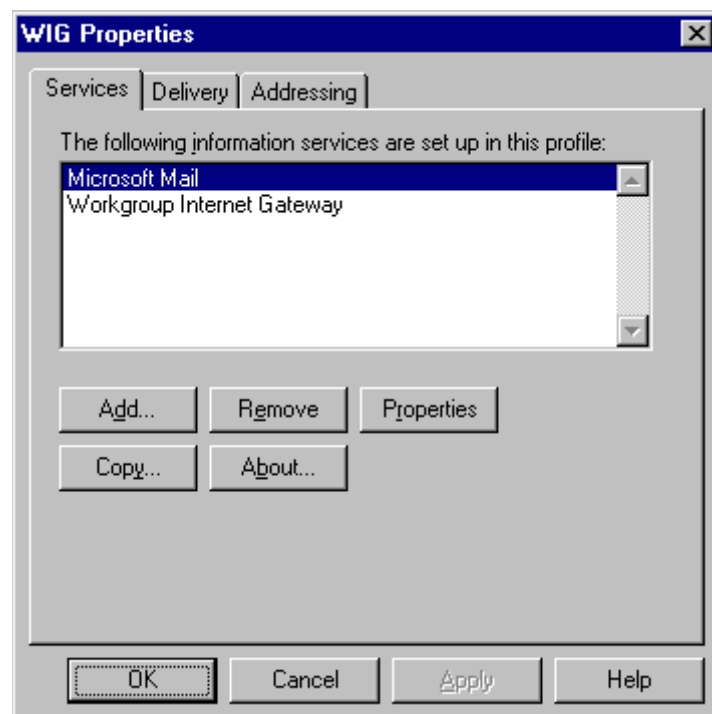 WIG Properties
Services Delivery Addressing
The following information services are set up in this profile:
Microsoft Mail
Workgroup Internet Gateway
Add... Remove Properties
Copy... About...
OK Cancel Apply Help